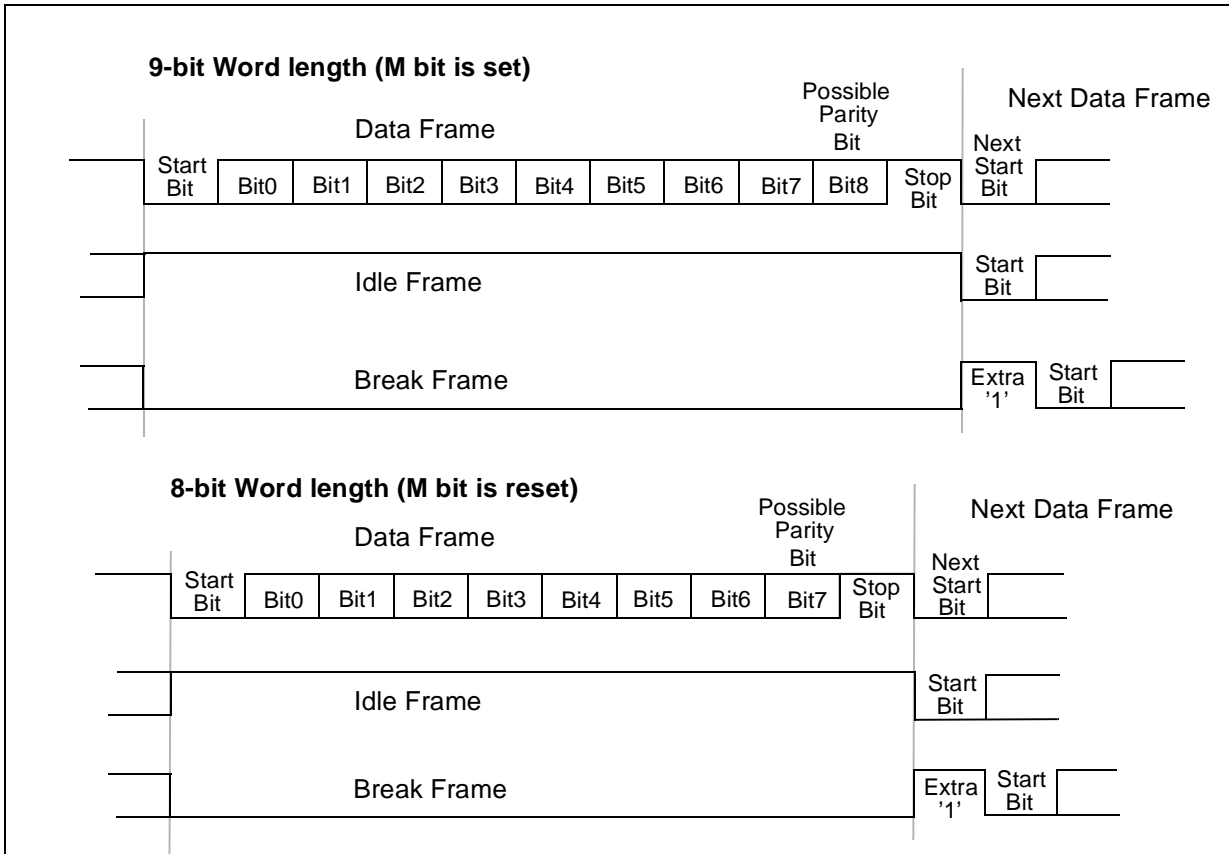 9-bit Word length (M bit is set)
Possible
Parity
Bit
Next Data Frame
Data Frame
Start
Bit
Bit0
Bit1
Bit2
Bit3
Bit4
Bit5
Bit6
Bit7
Bit8
Stop
Bit
Next
Start
Bit
Idle Frame
Start
Bit
Break Frame
Extra
'1'
Start
Bit
8-bit Word length (M bit is reset)
Possible
Parity
Bit
Next Data Frame
Data Frame
Start
Bit
Bit0
Bit1
Bit2
Bit3
Bit4
Bit5
Bit6
Bit7
Stop
Bit
Next
Start
Bit
Idle Frame
Start
Bit
Break Frame
Extra
'1'
Start
Bit